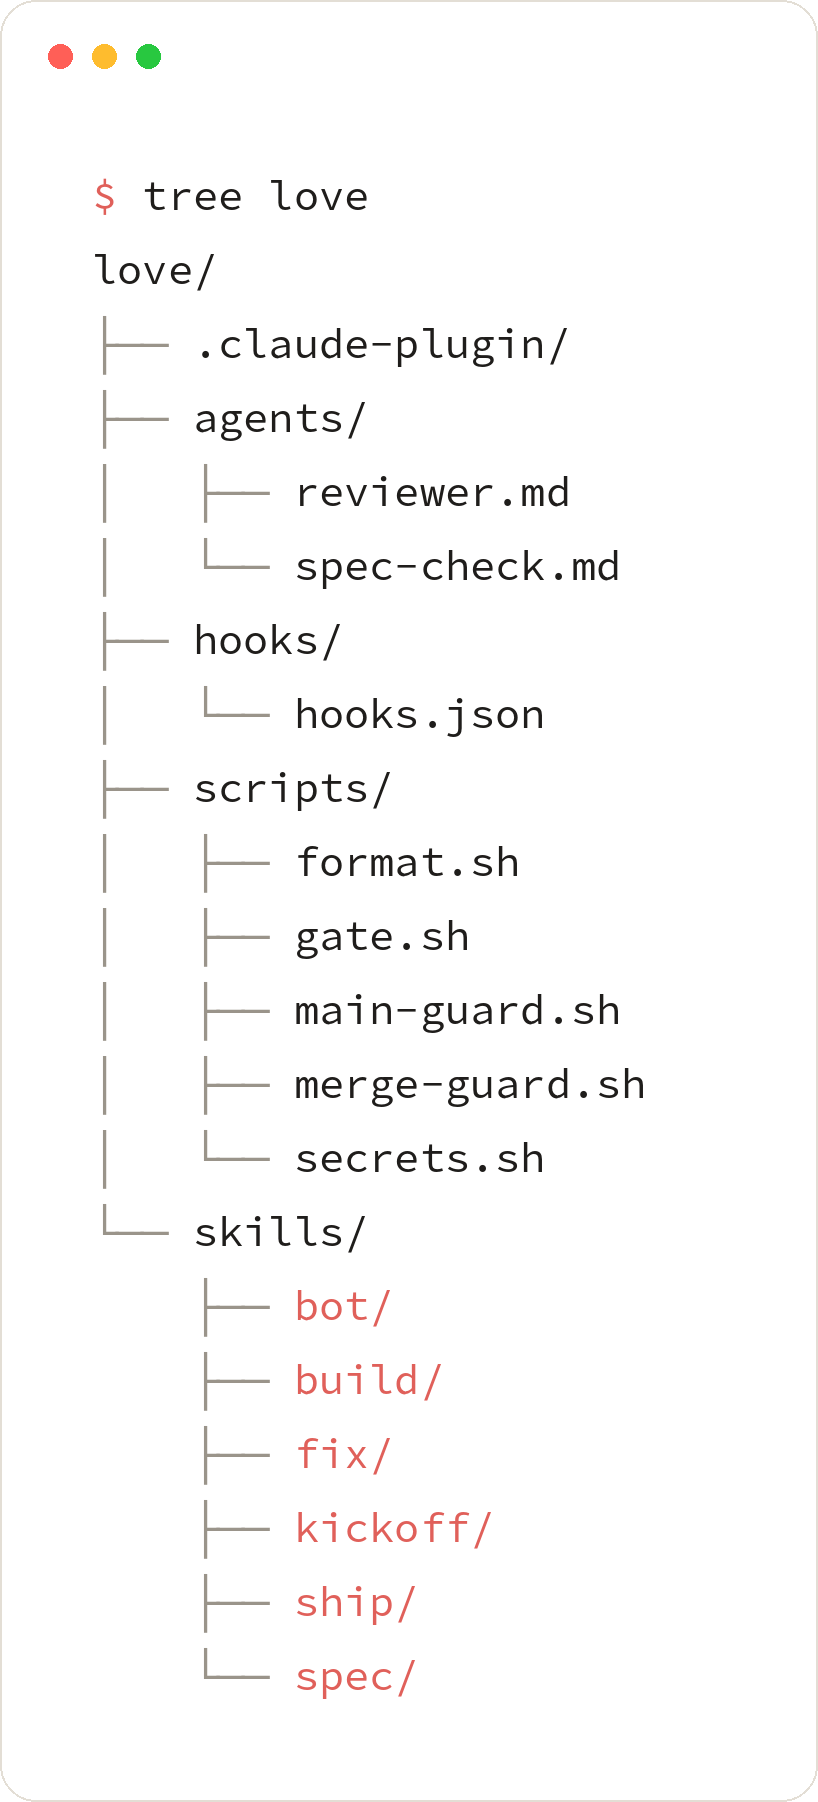 $ tree love
love/
├── .claude-plugin/
├── agents/
│   ├── reviewer.md
│   └── spec-check.md
├── hooks/
│   └── hooks.json
├── scripts/
│   ├── format.sh
│   ├── gate.sh
│   ├── main-guard.sh
│   ├── merge-guard.sh
│   └── secrets.sh
└── skills/
    ├── bot/
    ├── build/
    ├── fix/
    ├── kickoff/
    ├── ship/
    └── spec/